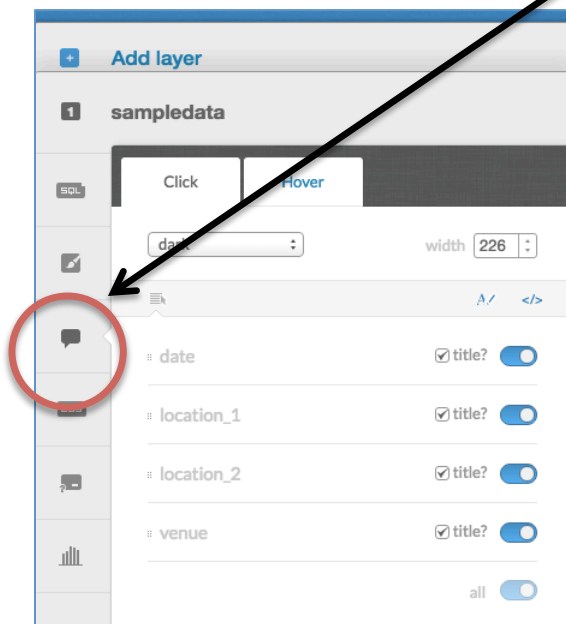 + Add layer
1 sampledata
Click Hover
SQL
dark width 226
A </>
date title?
location_1 title?
location_2 title?
venue title?
?
all